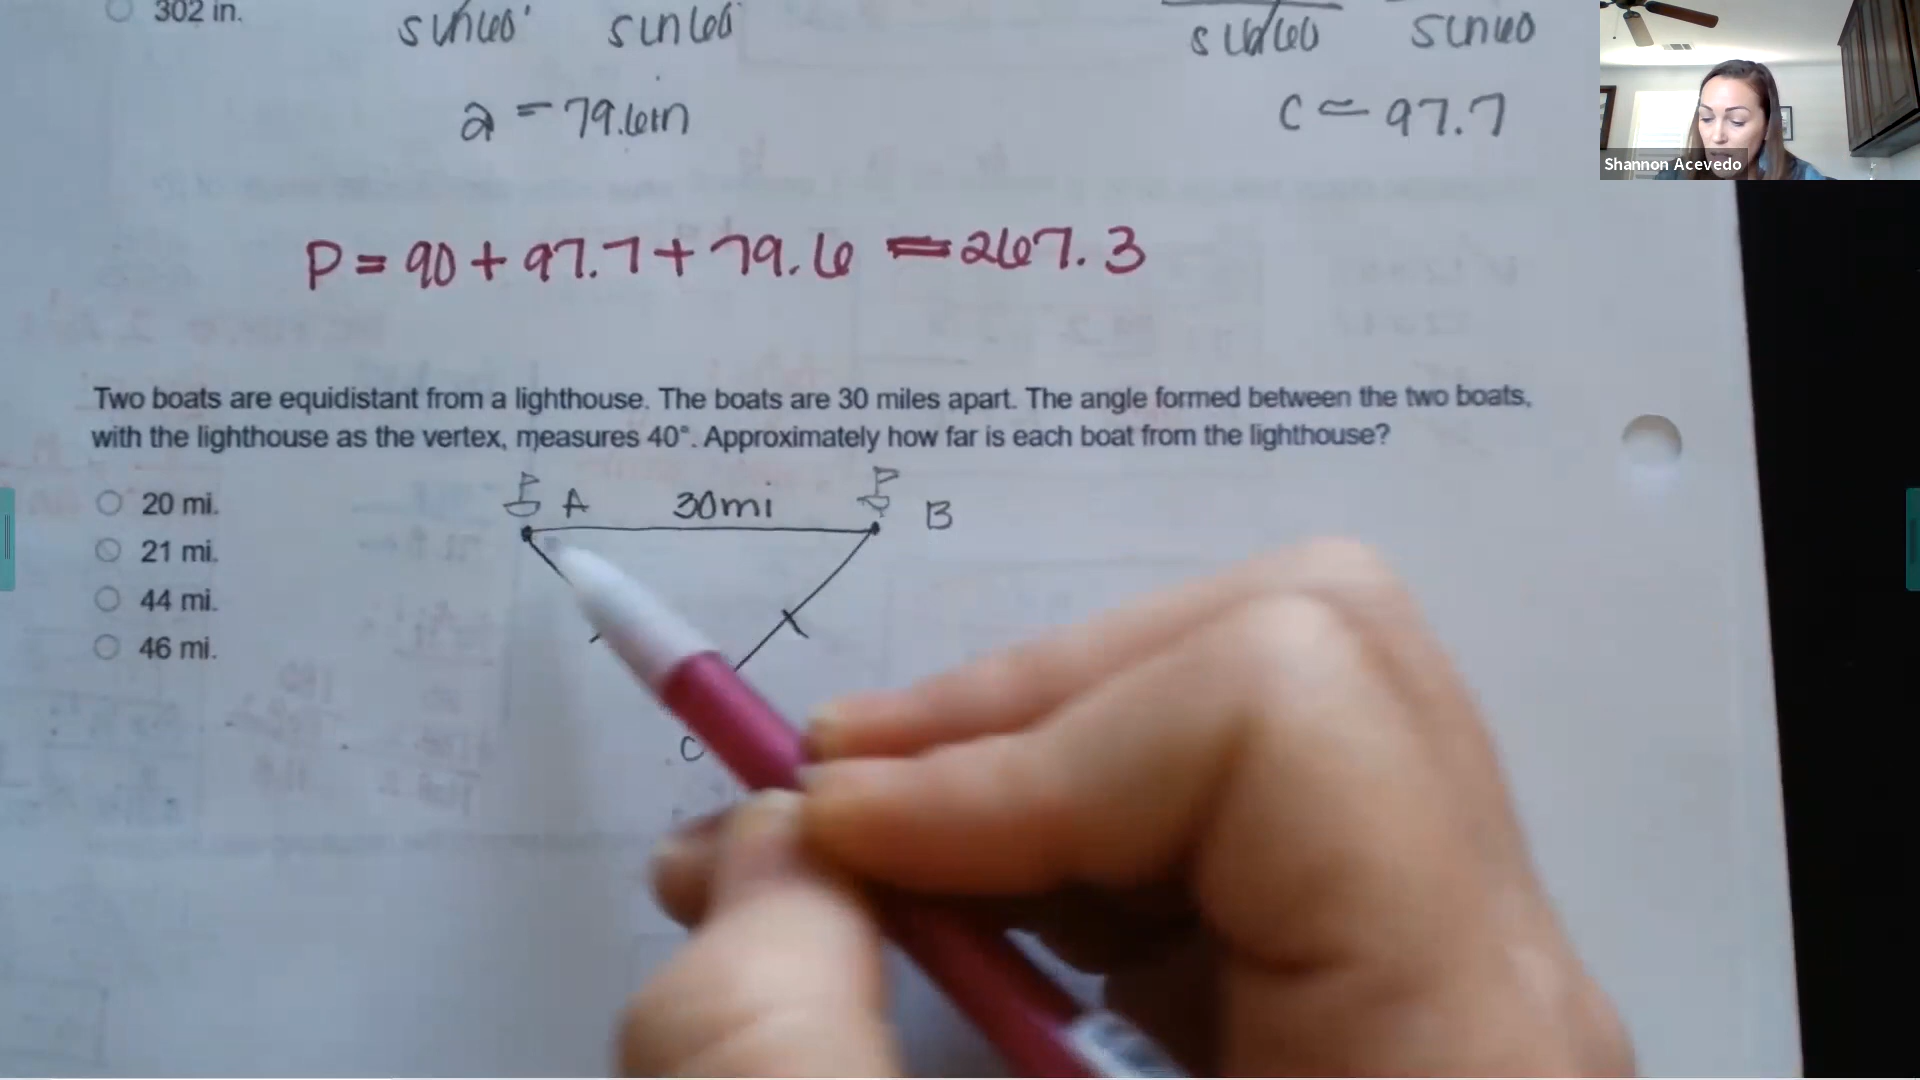 302 in.
sin60° sin60
sin60 sin60
a = 79.6in
c = 97.7
Shannon Acevedo
P = 90 + 97.7 + 79.6 = 267.3
Two boats are equidistant from a lighthouse. The boats are 30 miles apart. The angle formed between the two boats,
with the lighthouse as the vertex, measures 40°. Approximately how far is each boat from the lighthouse?
20 mi.
21 mi.
44 mi.
46 mi.
A 30mi B
C